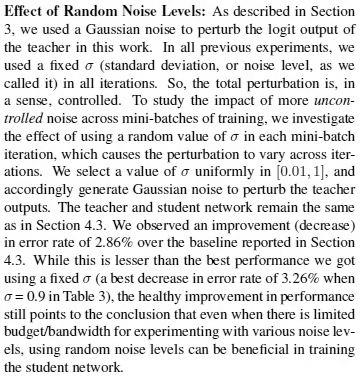 Effect of Random Noise Levels: As described in Section
3, we used a Gaussian noise to perturb the logit output of
the teacher in this work. In all previous experiments, we
used a fixed σ (standard deviation, or noise level, as we
called it) in all iterations. So, the total perturbation is, in
a sense, controlled. To study the impact of more uncon-
trolled noise across mini-batches of training, we investigate
the effect of using a random value of σ in each mini-batch
iteration, which causes the perturbation to vary across iter-
ations. We select a value of σ uniformly in [0.01, 1], and
accordingly generate Gaussian noise to perturb the teacher
outputs. The teacher and student network remain the same
as in Section 4.3. We observed an improvement (decrease)
in error rate of 2.86% over the baseline reported in Section
4.3. While this is lesser than the best performance we got
using a fixed σ (a best decrease in error rate of 3.26% when
σ = 0.9 in Table 3), the healthy improvement in performance
still points to the conclusion that even when there is limited
budget/bandwidth for experimenting with various noise lev-
els, using random noise levels can be beneficial in training
the student network.